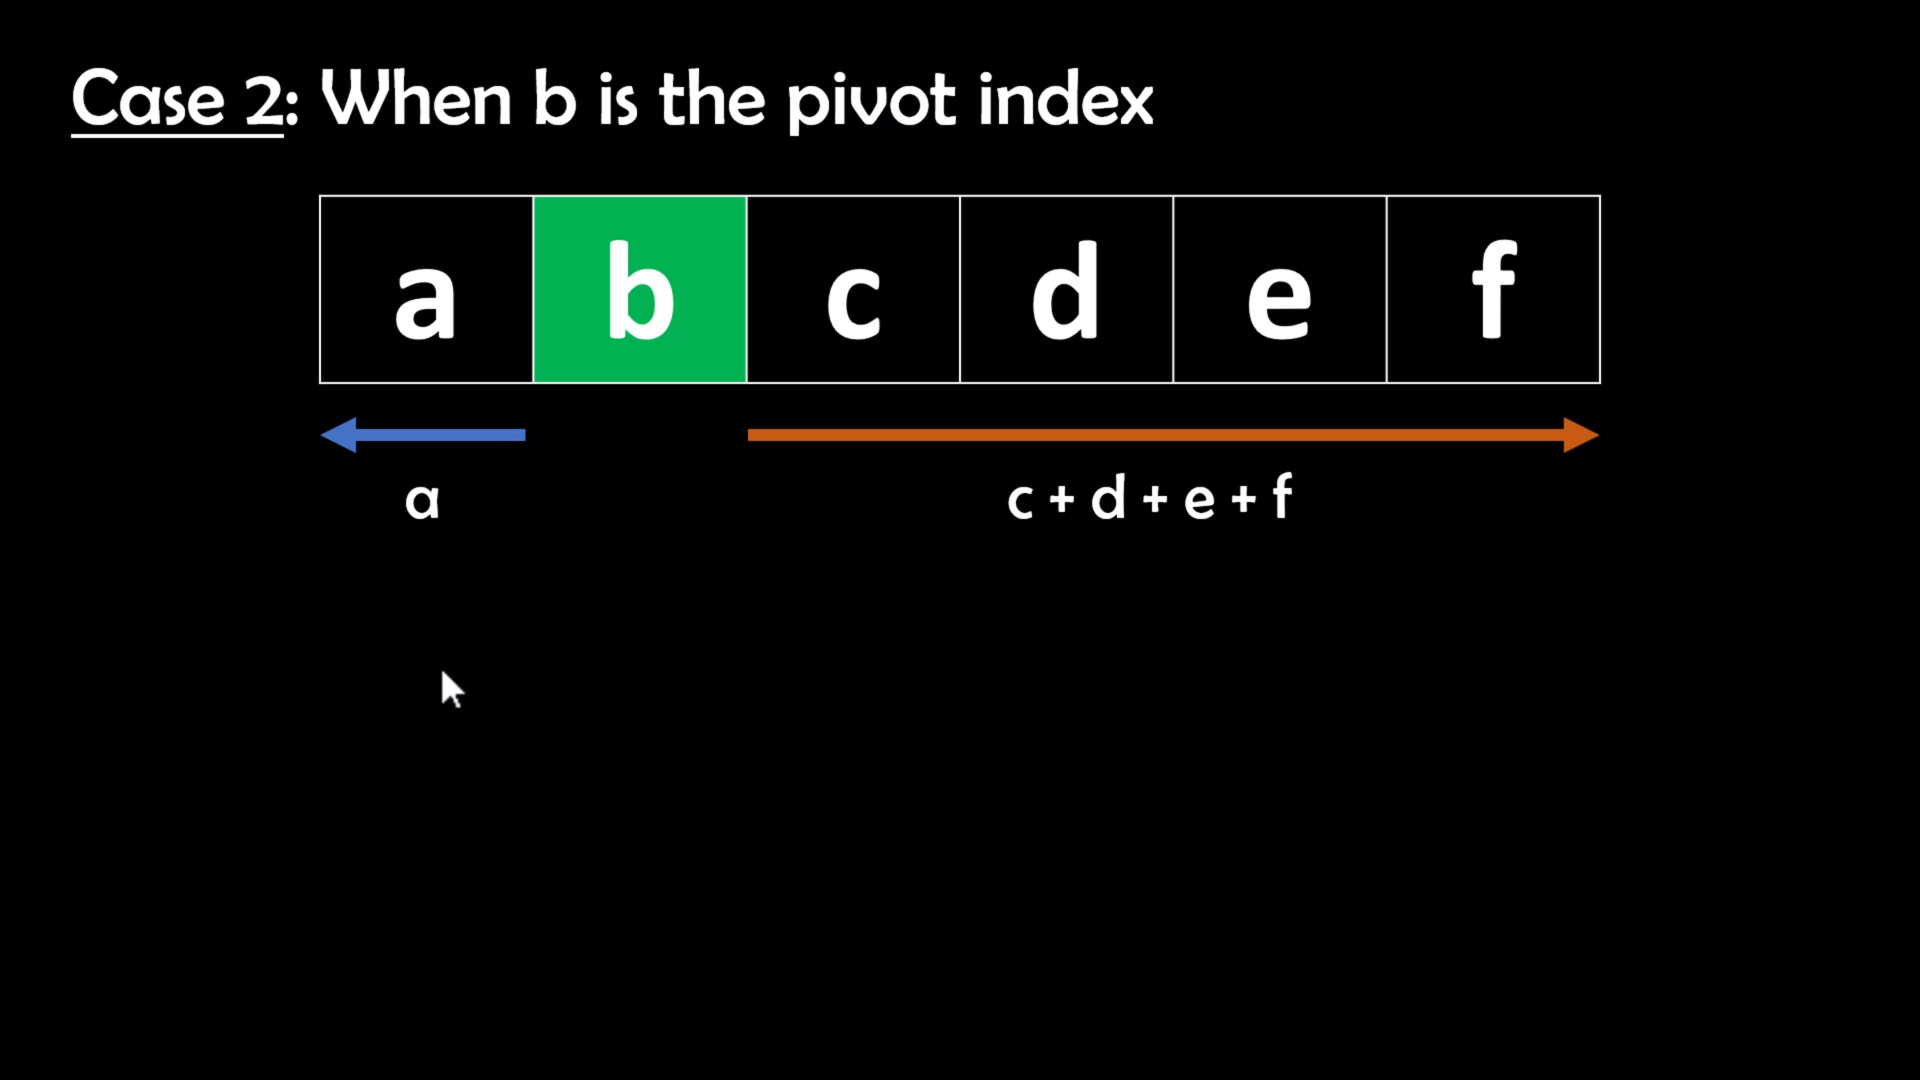 Case 2: When b is the pivot index
a b c d e f
a c + d + e + f